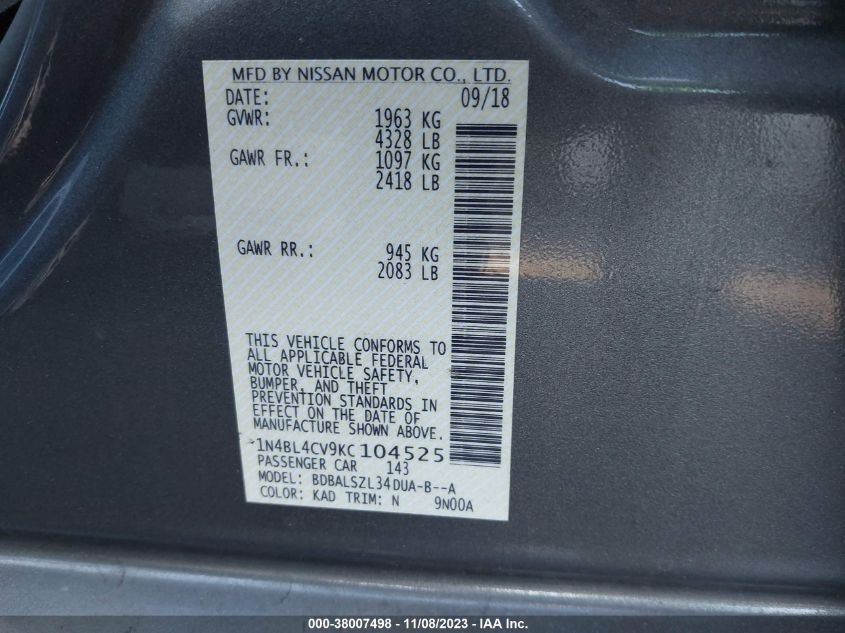 MFD BY NISSAN MOTOR CO., LTD.
DATE: 09/18
GVWR: 1963 KG
4328 LB
GAWR FR.: 1097 KG
2418 LB
GAWR RR.: 945 KG
2083 LB
THIS VEHICLE CONFORMS TO
ALL APPLICABLE FEDERAL
MOTOR VEHICLE SAFETY,
BUMPER, AND THEFT
PREVENTION STANDARDS IN
EFFECT ON THE DATE OF
MANUFACTURE SHOWN ABOVE.
1N4BL4CV9KC104525
PASSENGER CAR 143
MODEL: BDBALSZL34DUA-B--A
COLOR: KAD TRIM: N 9N00A
000-38007498 - 11/08/2023 - IAA Inc.